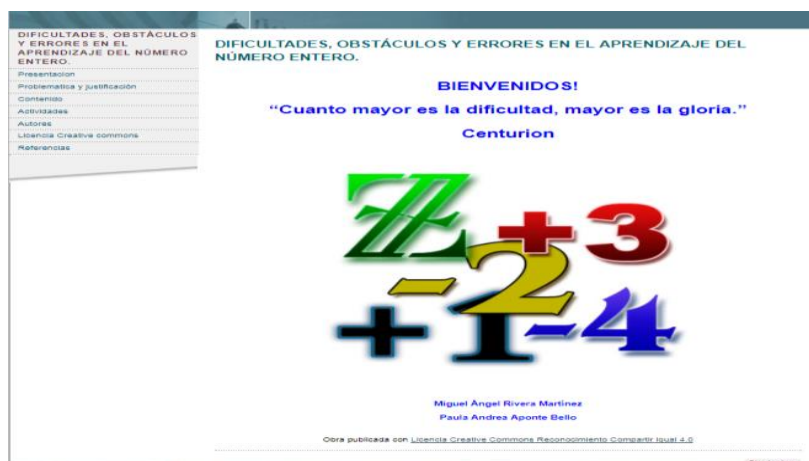 DIFICULTADES, OBSTÁCULOS
Y ERRORES EN EL
APRENDIZAJE DEL NÚMERO
ENTERO.
Presentacion
Problematica y justificación
Contenido
Actividades
Autores
Licencia Creative commons
Referencias
DIFICULTADES, OBSTÁCULOS Y ERRORES EN EL APRENDIZAJE DEL
NÚMERO ENTERO.
BIENVENIDOS!
“Cuanto mayor es la dificultad, mayor es la gloria.”
Centurion
Z +3
-2
+1 -4
Miguel Ángel Rivera Martínez
Paula Andrea Aponte Bello
Obra publicada con Licencia Creative Commons Reconocimiento Compartir Igual 4.0